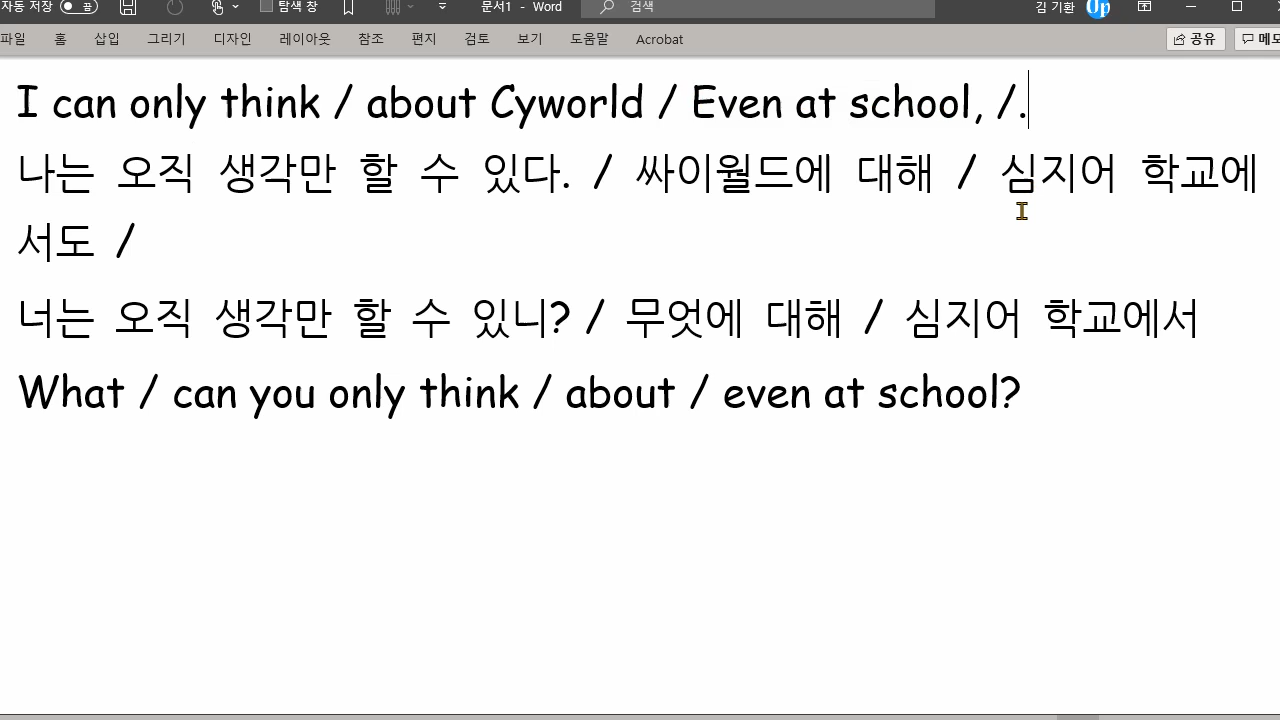 자동 저장 끔 탐색 창 문서1 - Word 검색 김 기환 Op
파일 홈 삽입 그리기 디자인 레이아웃 참조 편지 검토 보기 도움말 Acrobat 공유 메모
I can only think / about Cyworld / Even at school, /.
나는 오직 생각만 할 수 있다. / 싸이월드에 대해 / 심지어 학교에
서도 /
너는 오직 생각만 할 수 있니? / 무엇에 대해 / 심지어 학교에서
What / can you only think / about / even at school?